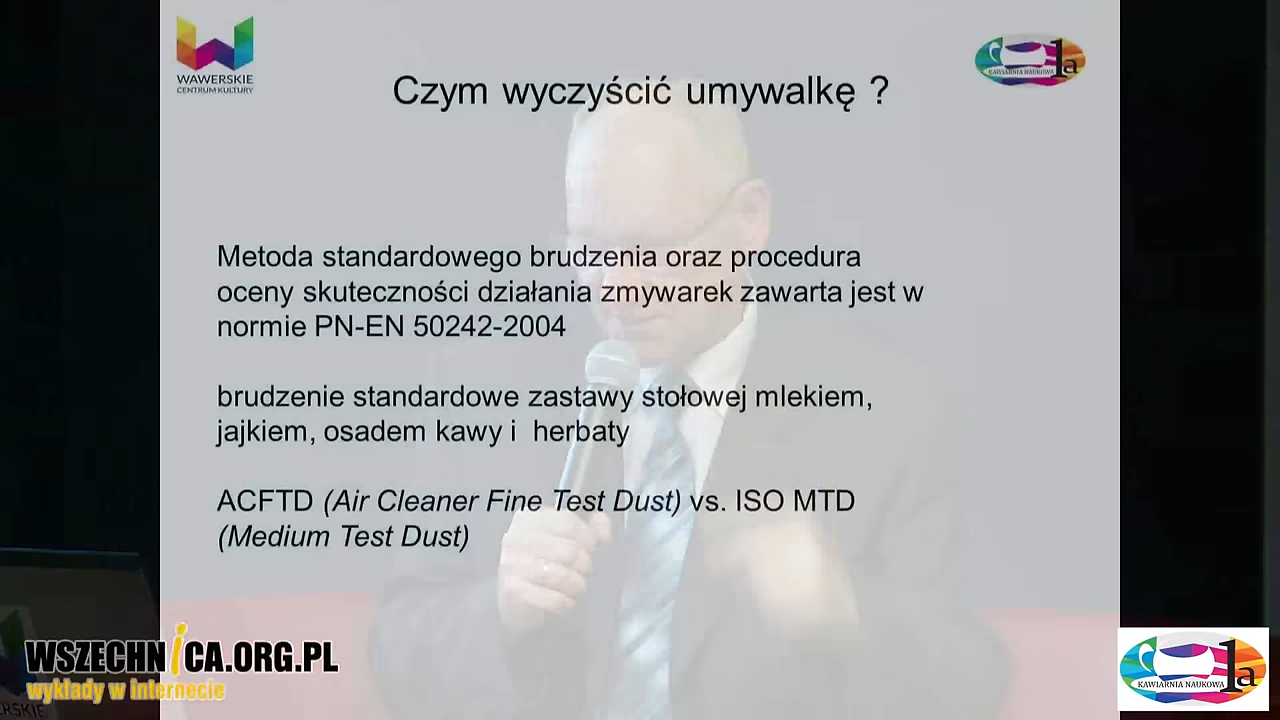 WAWERSKIE
CENTRUM KULTURY
KAWIARNIA NAUKOWA 1a
Czym wyczyścić umywalkę ?
Metoda standardowego brudzenia oraz procedura
oceny skuteczności działania zmywarek zawarta jest w
normie PN-EN 50242-2004
brudzenie standardowe zastawy stołowej mlekiem,
jajkiem, osadem kawy i herbaty
ACFTD (Air Cleaner Fine Test Dust) vs. ISO MTD
(Medium Test Dust)
WSZECHNICA.ORG.PL
wykłady w internecie
ERSKIE
KAWIARNIA NAUKOWA 1a